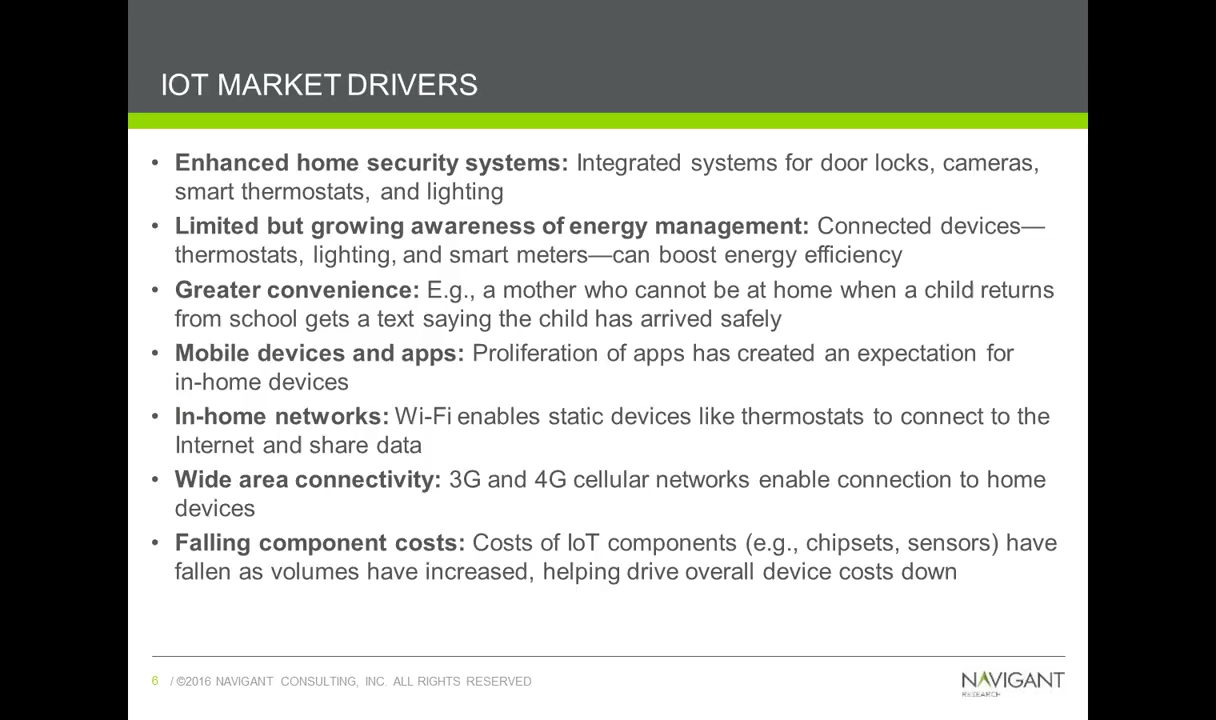 IOT MARKET DRIVERS
• Enhanced home security systems: Integrated systems for door locks, cameras,
smart thermostats, and lighting
• Limited but growing awareness of energy management: Connected devices—
thermostats, lighting, and smart meters—can boost energy efficiency
• Greater convenience: E.g., a mother who cannot be at home when a child returns
from school gets a text saying the child has arrived safely
• Mobile devices and apps: Proliferation of apps has created an expectation for
in-home devices
• In-home networks: Wi-Fi enables static devices like thermostats to connect to the
Internet and share data
• Wide area connectivity: 3G and 4G cellular networks enable connection to home
devices
• Falling component costs: Costs of IoT components (e.g., chipsets, sensors) have
fallen as volumes have increased, helping drive overall device costs down
6 / ©2016 NAVIGANT CONSULTING, INC. ALL RIGHTS RESERVED
NAVIGANT
RESEARCH